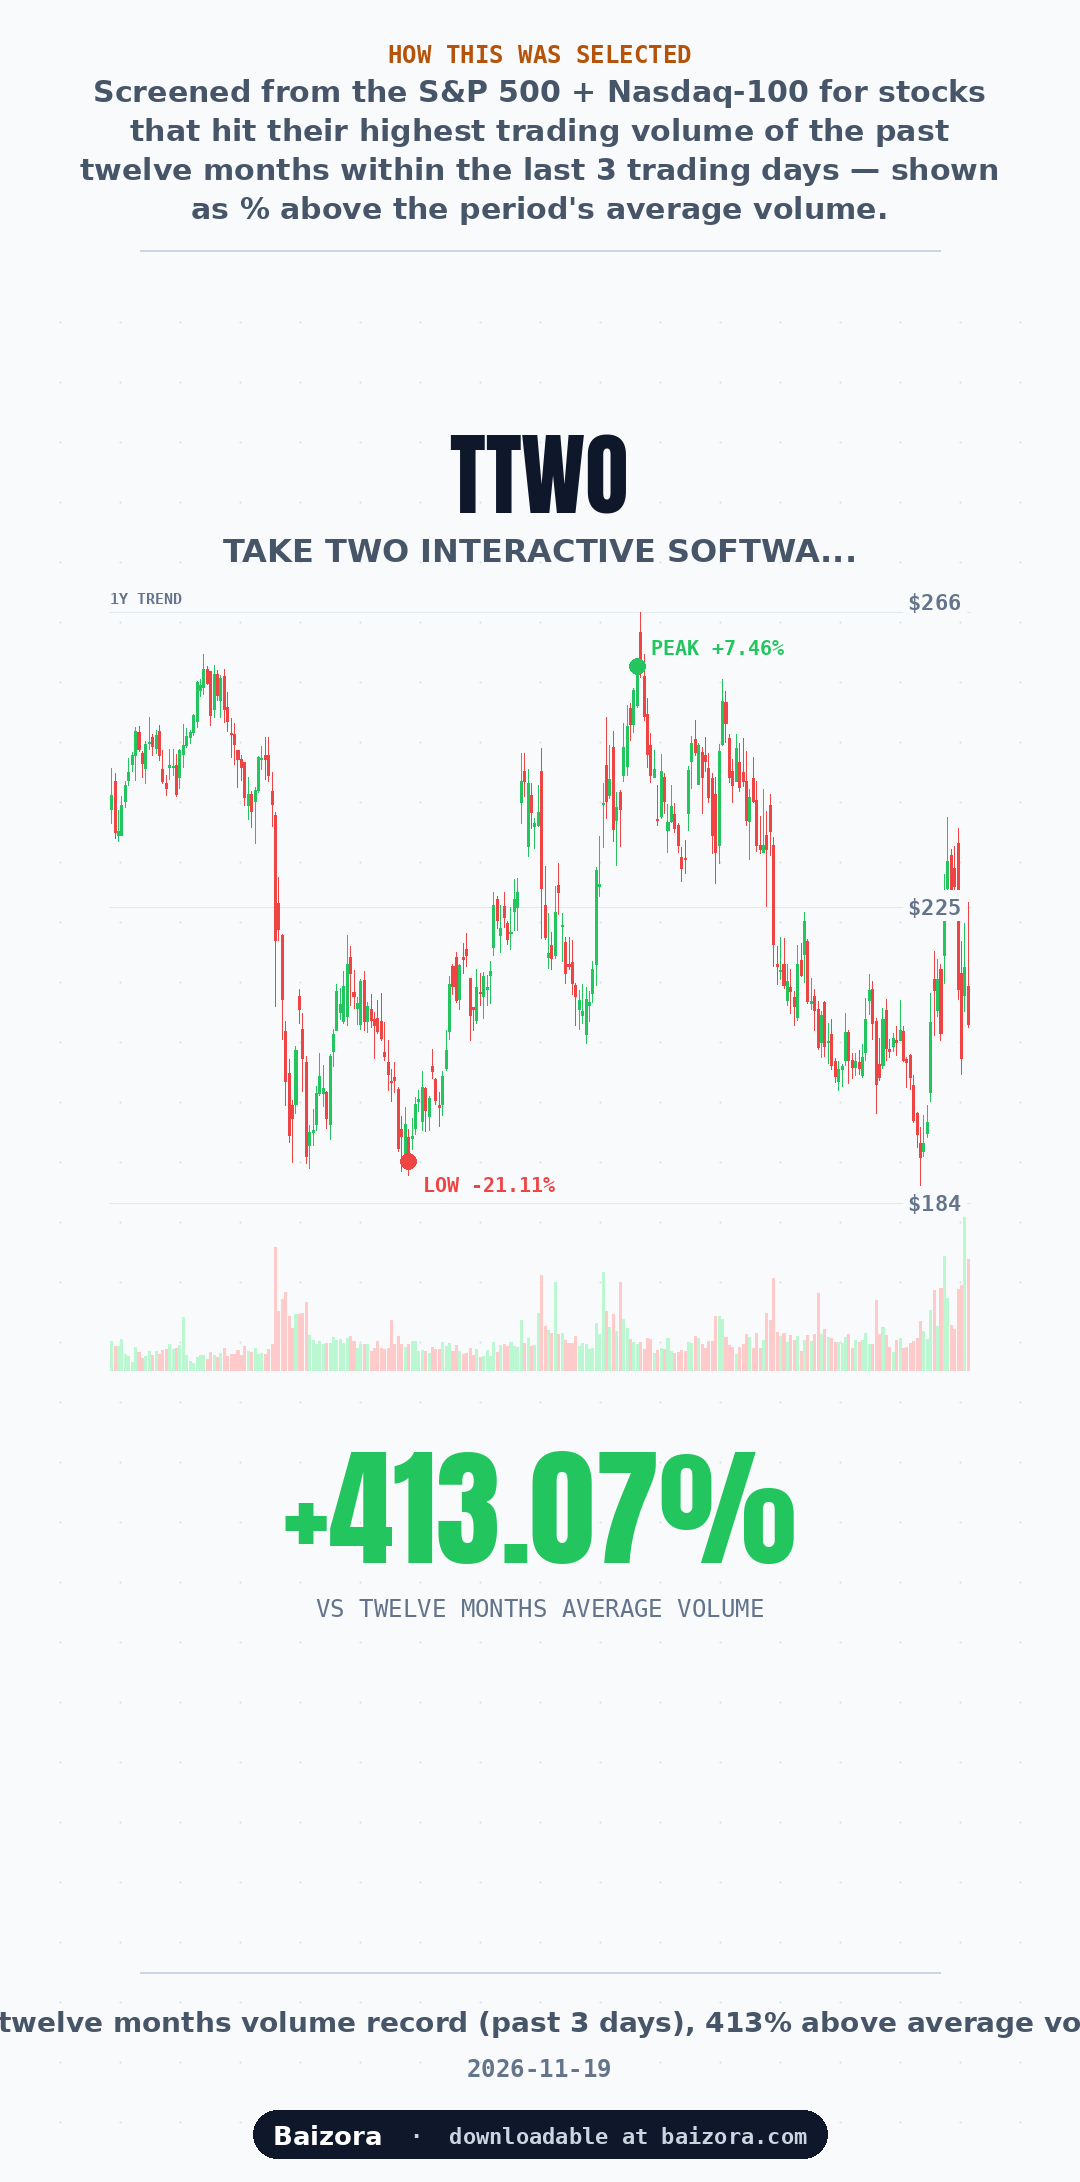 HOW THIS WAS SELECTED
Screened from the S&P 500 + Nasdaq-100 for stocks
that hit their highest trading volume of the past
twelve months within the last 3 trading days — shown
as % above the period's average volume.
TTWO
TAKE TWO INTERACTIVE SOFTWA...
1Y TREND
$266
PEAK +7.46%
$225
LOW -21.11%
$184
+413.07%
VS TWELVE MONTHS AVERAGE VOLUME
twelve months volume record (past 3 days), 413% above average vo
2026-11-19
Baizora · downloadable at baizora.com